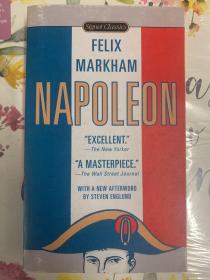 Signet Classics
FELIX
MARKHAM
NAPOLEON
"EXCELLENT."
—The New Yorker
"A MASTERPIECE."
—The Wall Street Journal
WITH A NEW AFTERWORD
BY STEVEN ENGLUND